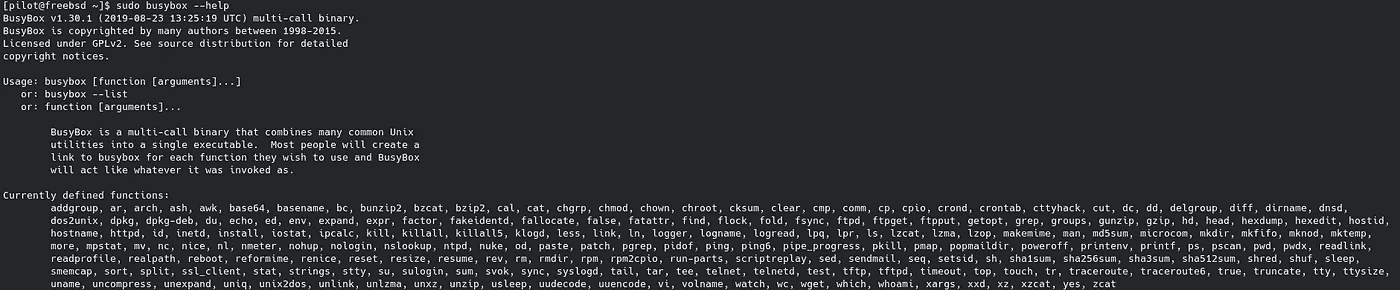 [pilot@freebsd ~]$ sudo busybox --help
BusyBox v1.30.1 (2019-08-23 13:25:19 UTC) multi-call binary.
BusyBox is copyrighted by many authors between 1998-2015.
Licensed under GPLv2. See source distribution for detailed
copyright notices.
Usage: busybox [function [arguments]...]
or: busybox --list
or: function [arguments]...
BusyBox is a multi-call binary that combines many common Unix
utilities into a single executable.  Most people will create a
link to busybox for each function they wish to use and BusyBox
will act like whatever it was invoked as.
Currently defined functions:
addgroup, ar, arch, ash, awk, base64, basename, bc, bunzip2, bzcat, bzip2, cal, cat, chgrp, chmod, chown, chroot, cksum, clear, cmp, comm, cp, cpio, crond, crontab, cttyhack, cut, dc, dd, delgroup, diff, dirname, dnsd,
dos2unix, dpkg, dpkg-deb, du, echo, ed, env, expand, expr, factor, fakeidentd, fallocate, false, fatattr, find, flock, fold, fsync, ftpd, ftpget, ftpput, getopt, grep, groups, gunzip, gzip, hd, head, hexdump, hexedit, hostid,
hostname, httpd, id, inetd, install, iostat, ipcalc, kill, killall, killall5, klogd, less, link, ln, logger, logname, logread, lpq, lpr, ls, lzcat, lzma, lzop, makemime, man, md5sum, microcom, mkdir, mkfifo, mknod, mktemp,
more, mpstat, mv, nc, nice, nl, nmeter, nohup, nologin, nslookup, ntpd, nuke, od, paste, patch, pgrep, pidof, ping, ping6, pipe_progress, pkill, pmap, popmaildir, poweroff, printenv, printf, ps, pscan, pwd, pwdx, readlink,
readprofile, realpath, reboot, reformime, renice, reset, resize, resume, rev, rm, rmdir, rpm, rpm2cpio, run-parts, scriptreplay, sed, sendmail, seq, setsid, sh, sha1sum, sha256sum, sha3sum, sha512sum, shred, shuf, sleep,
smemcap, sort, split, ssl_client, stat, strings, stty, su, sulogin, sum, svok, sync, syslogd, tail, tar, tee, telnet, telnetd, test, tftp, tftpd, timeout, top, touch, tr, traceroute, traceroute6, true, truncate, tty, ttysize,
uname, uncompress, unexpand, uniq, unix2dos, unlink, unlzma, unxz, unzip, usleep, uudecode, uuencode, vi, volname, watch, wc, wget, which, whoami, xargs, xxd, xz, xzcat, yes, zcat